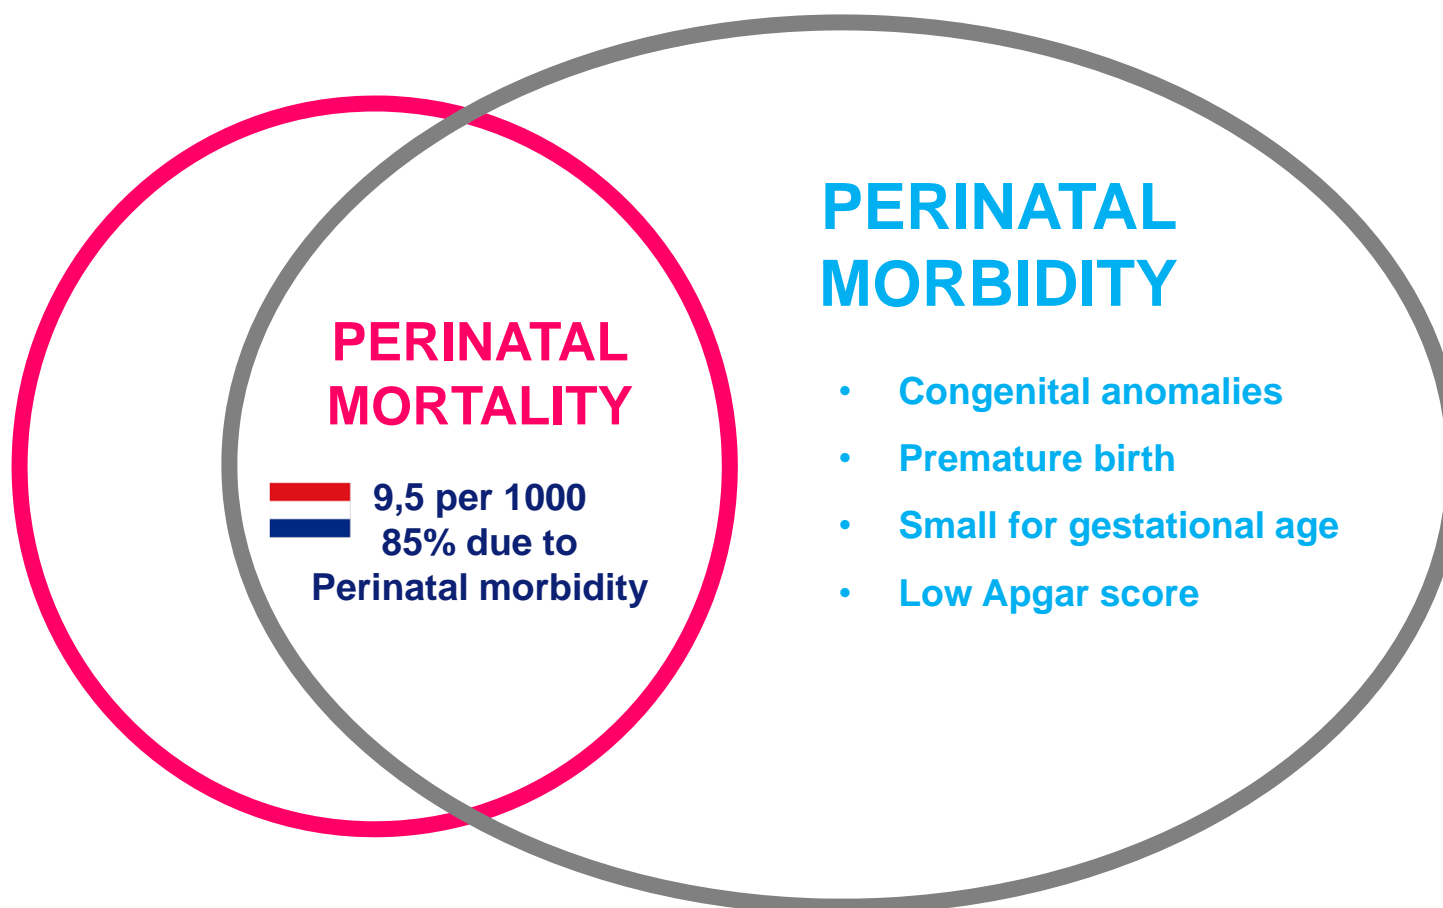 PERINATAL
MORTALITY
9,5 per 1000
85% due to
Perinatal morbidity
PERINATAL
MORBIDITY
• Congenital anomalies
• Premature birth
• Small for gestational age
• Low Apgar score